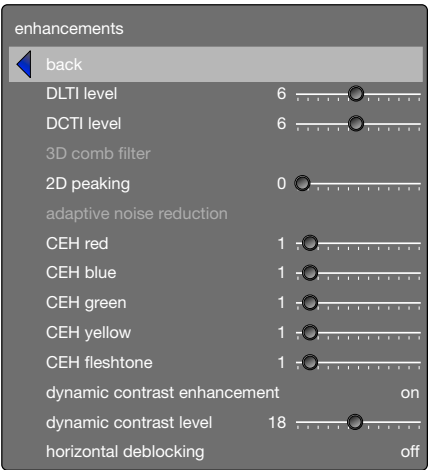 enhancements
back
DLTI level 6
DCTI level 6
3D comb filter
2D peaking 0
adaptive noise reduction
CEH red 1
CEH blue 1
CEH green 1
CEH yellow 1
CEH fleshtone 1
dynamic contrast enhancement on
dynamic contrast level 18
horizontal deblocking off